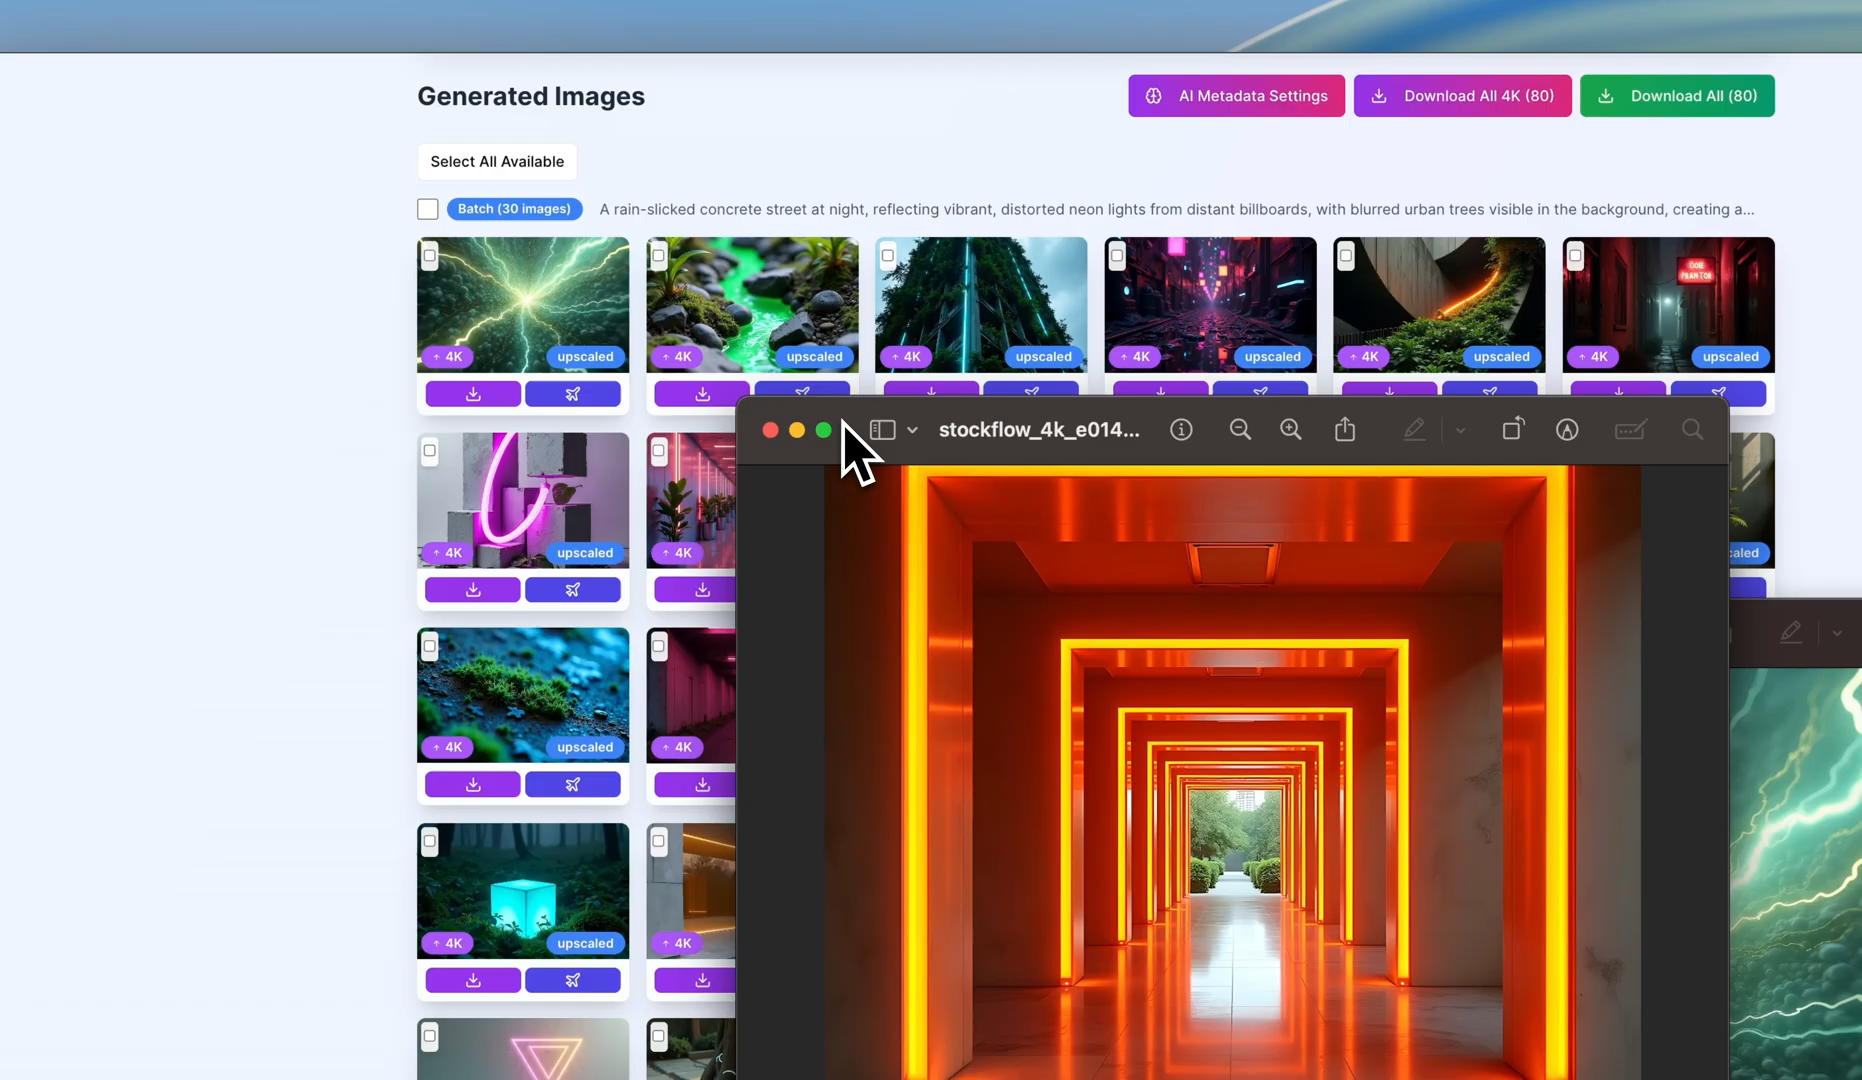 Generated Images
AI Metadata Settings
Download All 4K (80)
Download All (80)
Select All Available
Batch (30 images)
A rain-slicked concrete street at night, reflecting vibrant, distorted neon lights from distant billboards, with blurred urban trees visible in the background, creating a...
↑ 4K upscaled
↑ 4K upscaled
↑ 4K upscaled
↑ 4K upscaled
↑ 4K upscaled
↑ 4K upscaled
stockflow_4k_e014...
↑ 4K upscaled
↑ 4K
caled
↑ 4K upscaled
↑ 4K
↑ 4K upscaled
↑ 4K